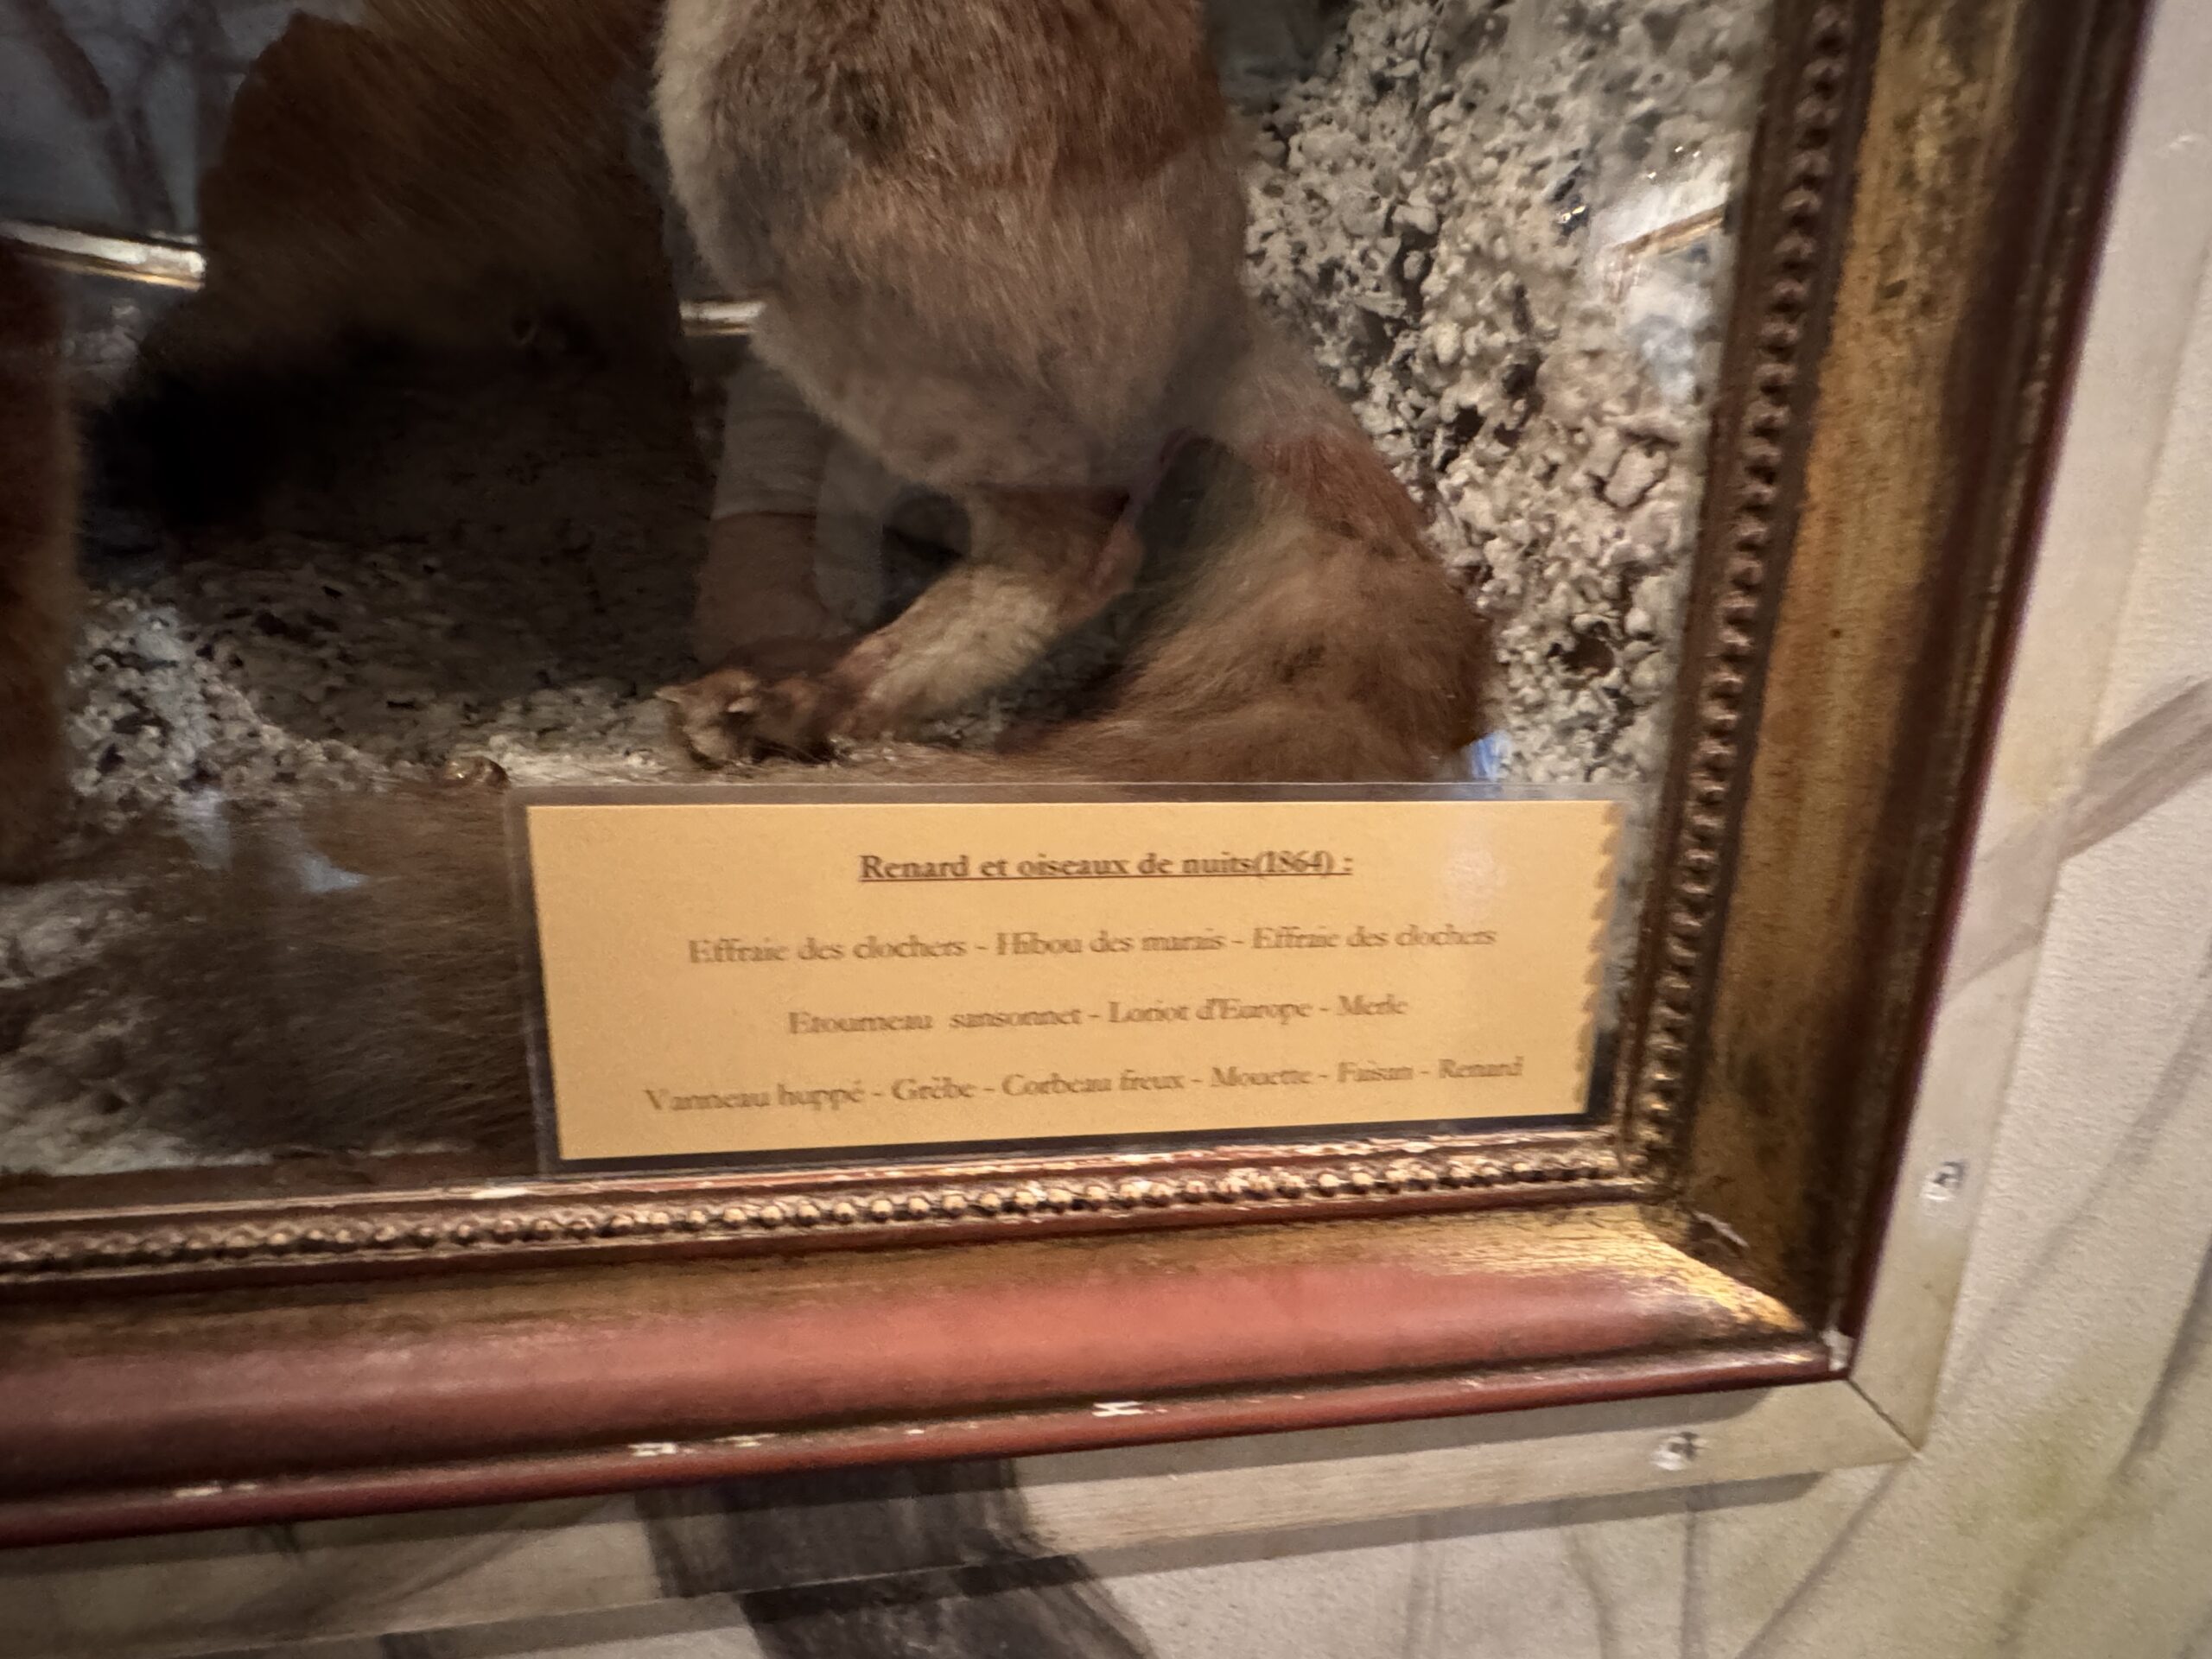 Renard et oiseaux de nuits(1864) :
Effraie des clochers - Hibou des marais - Effraie des clochers
Etourneau sansonnet - Loriot d'Europe - Merle
Vanneau huppé - Grèbe - Corbeau freux - Mouette - Faisan - Renard